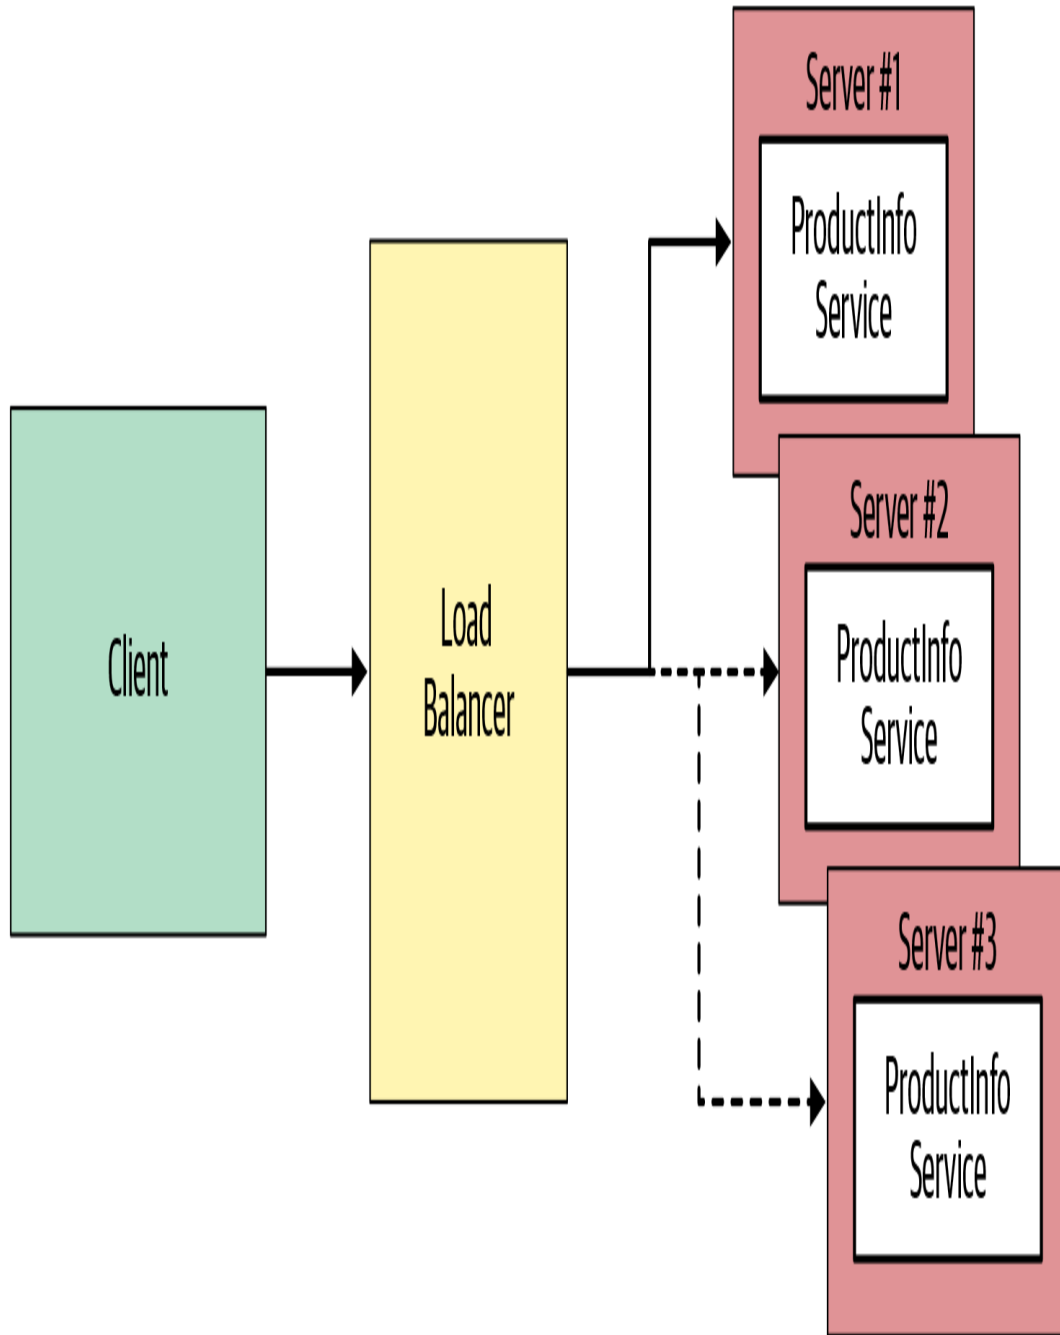 Server #1
ProductInfo
Service
Server #2
ProductInfo
Service
Server #3
ProductInfo
Service
Load
Balancer
Client